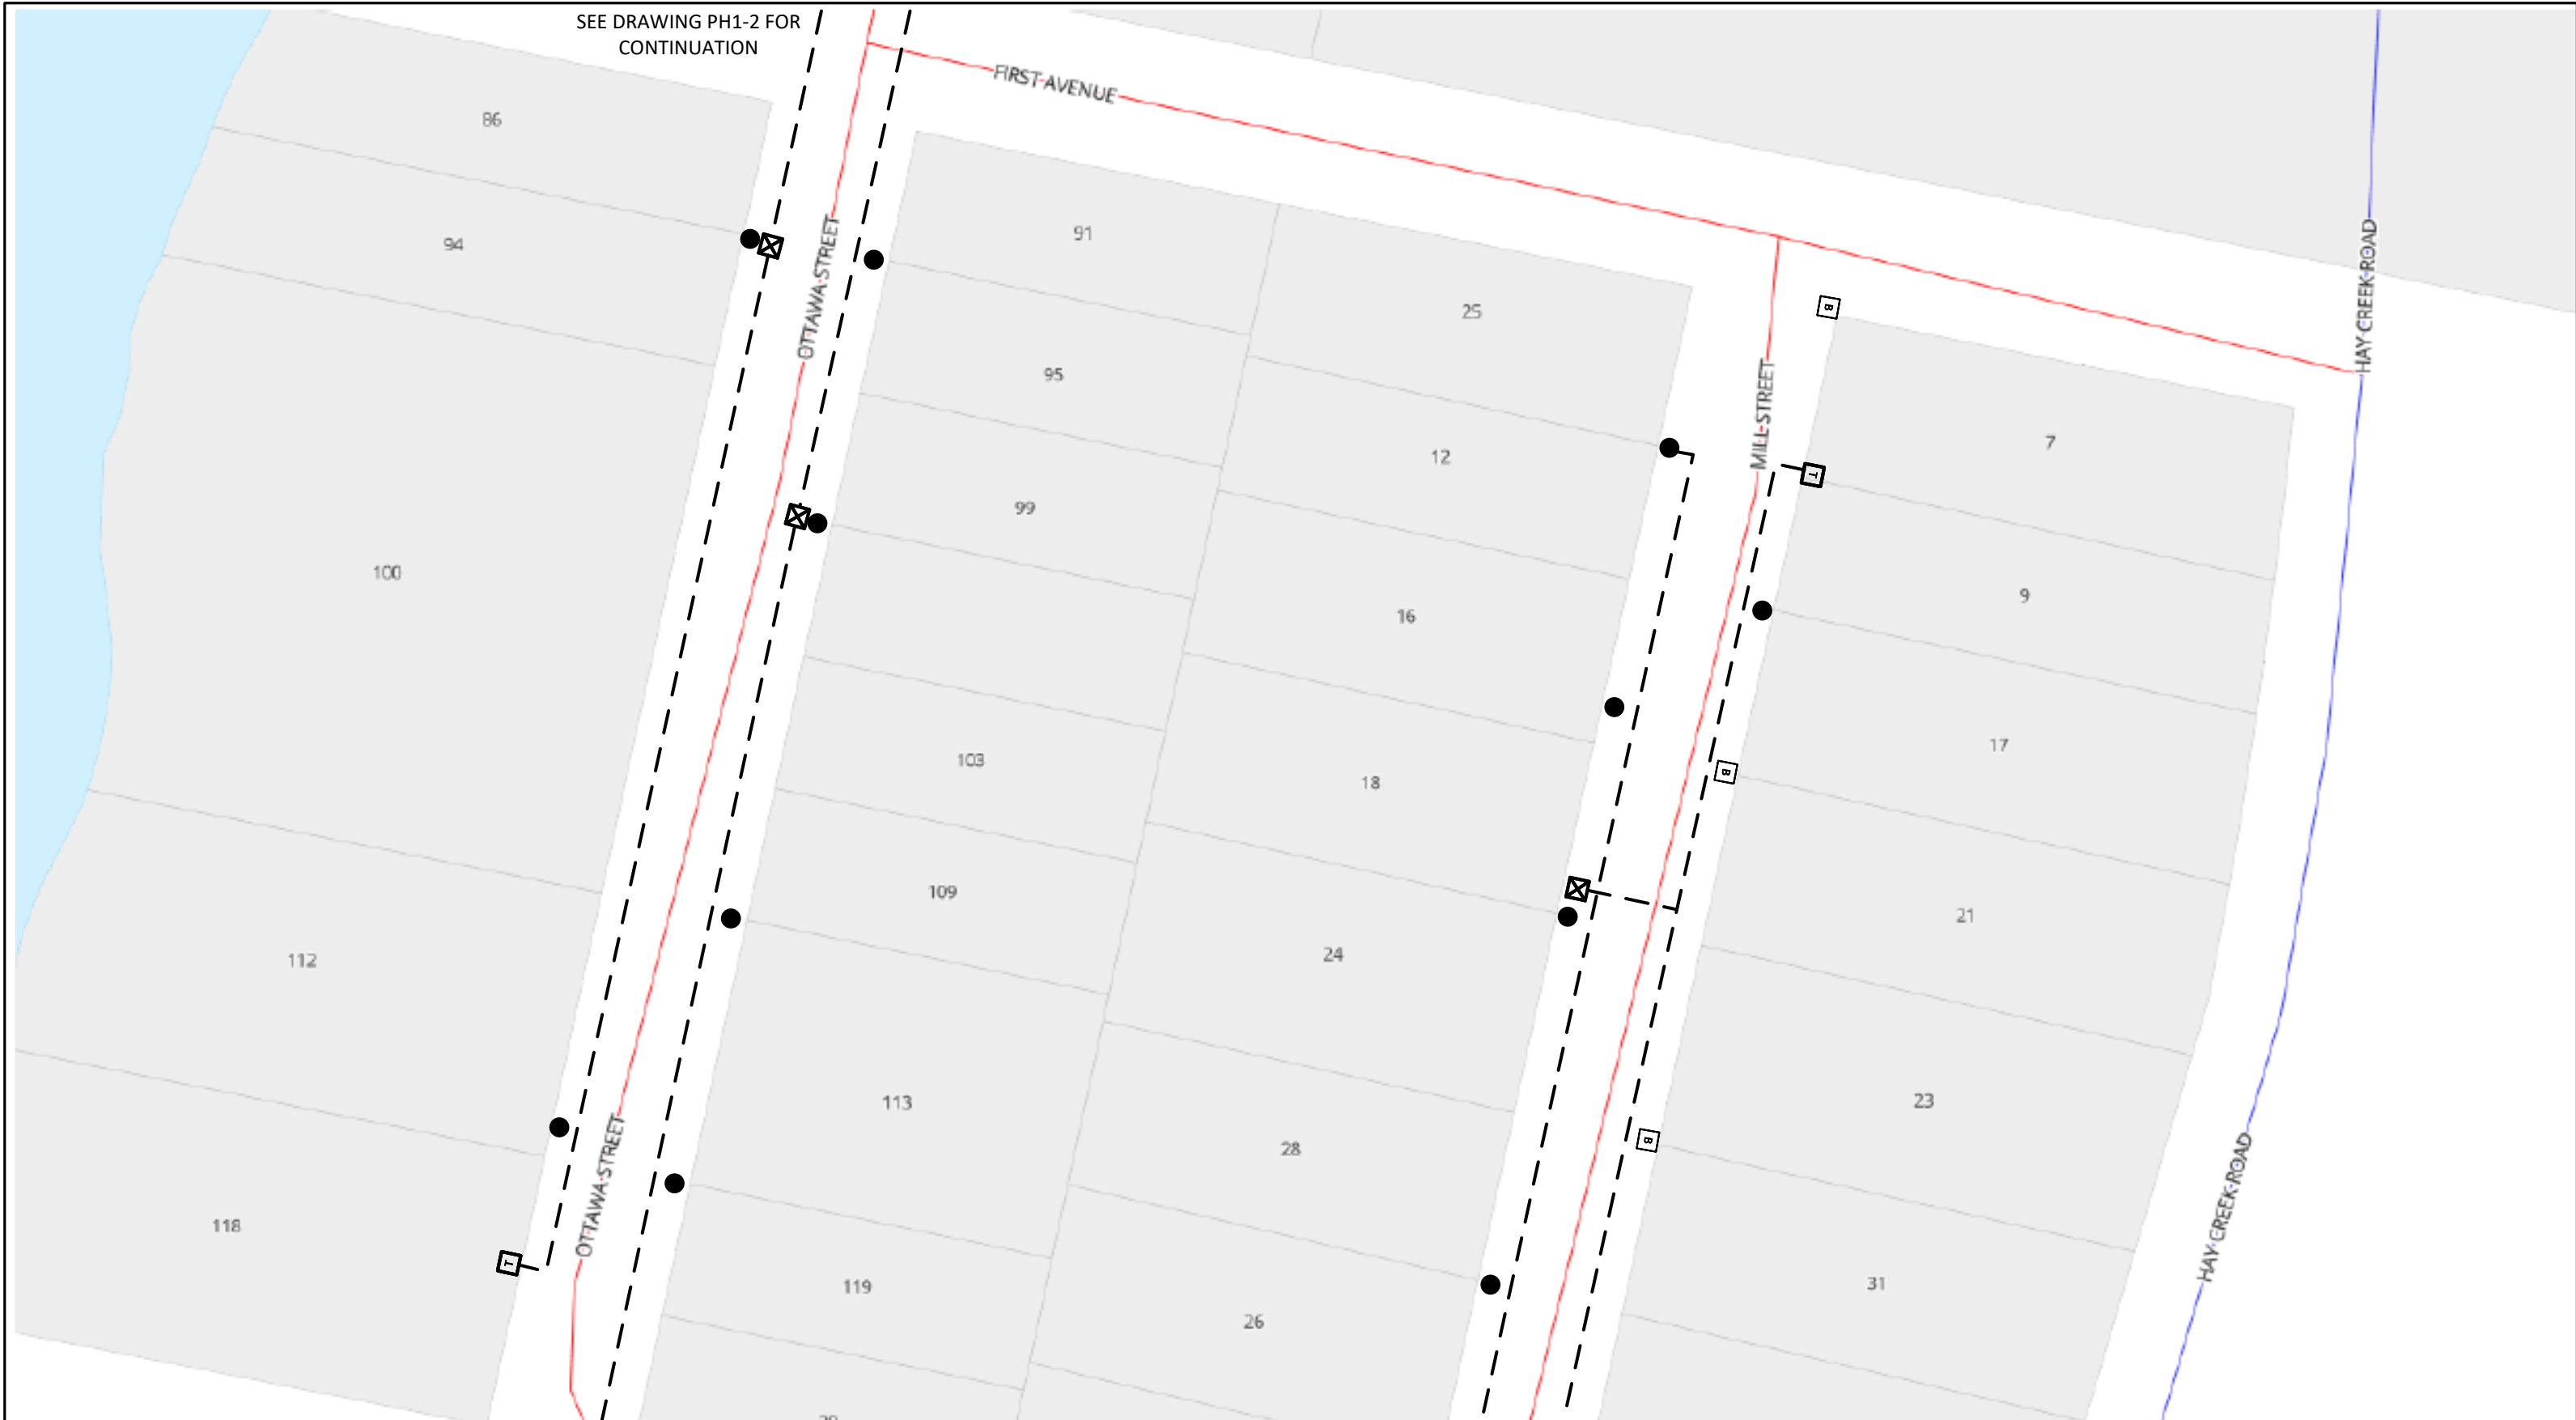 SEE DRAWING PH1-2 FOR
CONTINUATION
FIRST AVENUE
86
94
91
OTTAWA STREET
25
HAY CREEK ROAD
B
95
MILL STREET
7
12
T
99
100
9
16
17
103
B
18
109
21
112
24
113
23
28
B
OTTAWA STREET
HAY CREEK ROAD
118
T
119
31
26